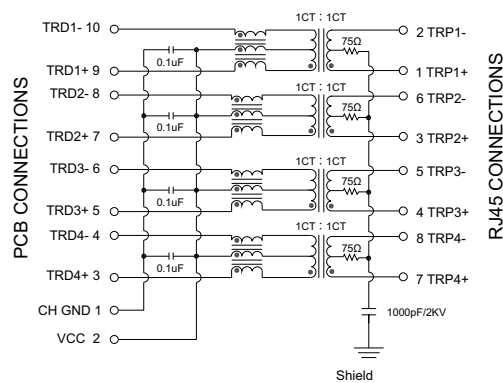 1CT : 1CT
TRD1- 10
2 TRP1-
75Ω
0.1uF
TRD1+ 9
1 TRP1+
TRD2- 8
1CT : 1CT
6 TRP2-
75Ω
0.1uF
TRD2+ 7
3 TRP2+
TRD3- 6
1CT : 1CT
5 TRP3-
75Ω
0.1uF
TRD3+ 5
4 TRP3+
TRD4- 4
1CT : 1CT
8 TRP4-
75Ω
0.1uF
TRD4+ 3
7 TRP4+
CH GND 1
1000pF/2KV
VCC 2
Shield
PCB CONNECTIONS
RJ45 CONNECTIONS